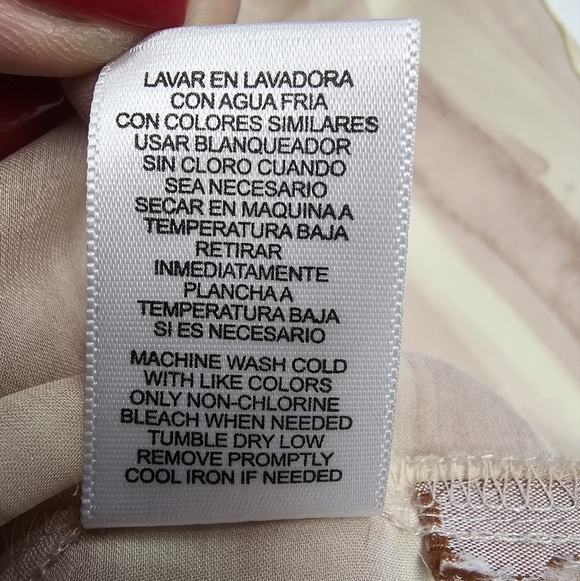 LAVAR EN LAVADORA
CON AGUA FRIA
CON COLORES SIMILARES
USAR BLANQUEADOR
SIN CLORO CUANDO
SEA NECESARIO
SECAR EN MAQUINA A
TEMPERATURA BAJA
RETIRAR
INMEDIATAMENTE
PLANCHA A
TEMPERATURA BAJA
SI ES NECESARIO
MACHINE WASH COLD
WITH LIKE COLORS
ONLY NON-CHLORINE
BLEACH WHEN NEEDED
TUMBLE DRY LOW
REMOVE PROMPTLY
COOL IRON IF NEEDED